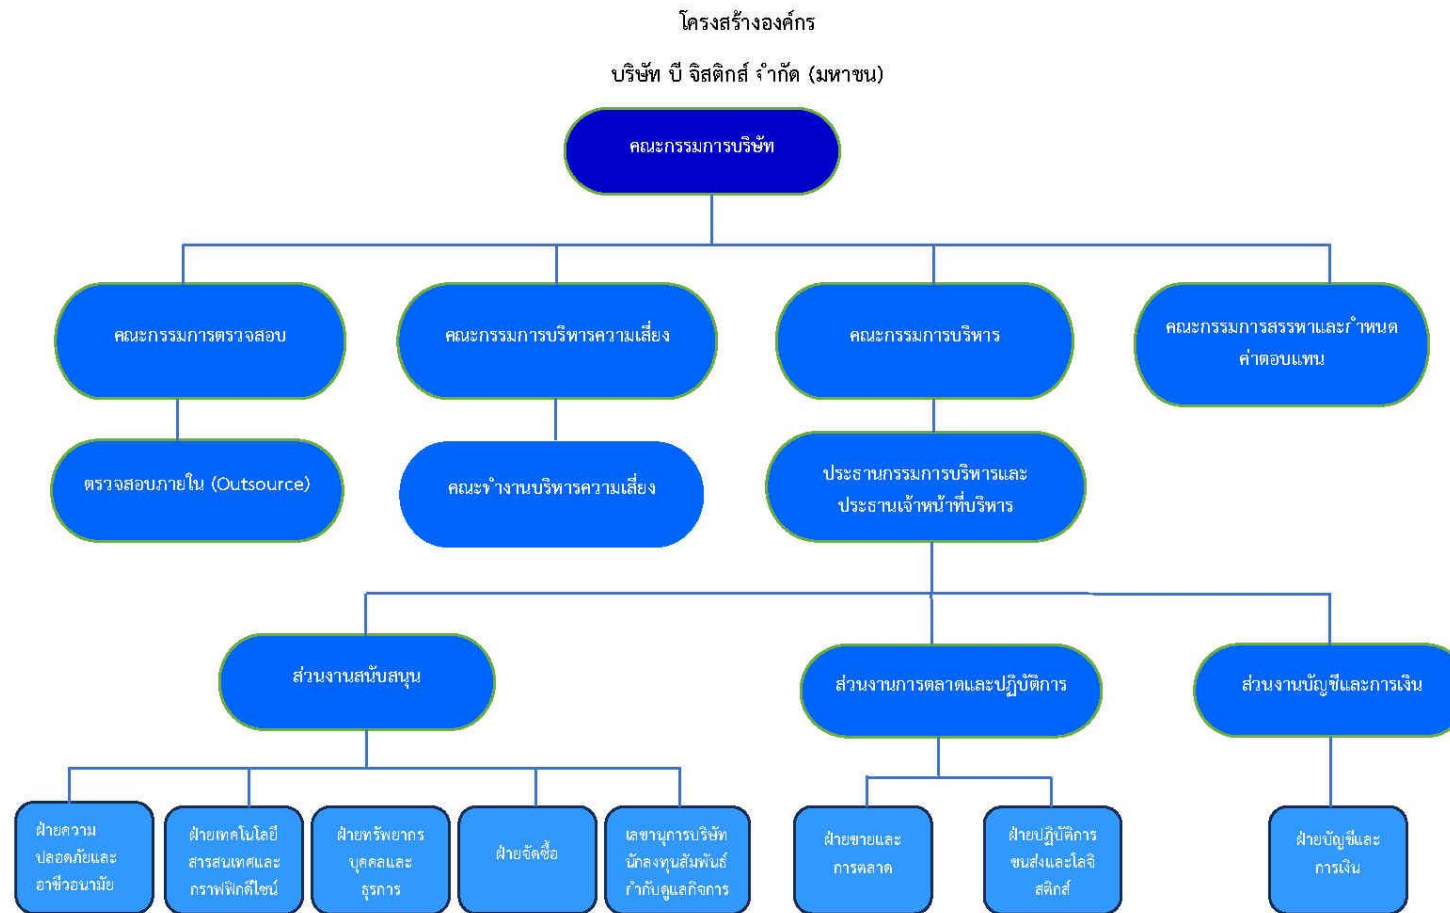 โครงสร้างองค์กร
บริษัท บี จิสติกส์ จำกัด (มหาชน)
คณะกรรมการบริษัท
คณะกรรมการตรวจสอบ
คณะกรรมการบริหารความเสี่ยง
คณะกรรมการบริหาร
คณะกรรมการสรรหาและกำหนด
ค่าตอบแทน
ตรวจสอบภายใน (Outsource)
คณะทำงานบริหารความเสี่ยง
ประธานกรรมการบริหารและ
ประธานเจ้าหน้าที่บริหาร
ส่วนงานสนับสนุน
ส่วนงานการตลาดและปฏิบัติการ
ส่วนงานบัญชีและการเงิน
ฝ่ายความ
ปลอดภัยและ
อาชีวอนามัย
ฝ่ายเทคโนโลยี
สารสนเทศและ
กราฟฟิกดีไซน์
ฝ่ายทรัพยากร
บุคคลและ
ธุรการ
ฝ่ายจัดซื้อ
เลขานุการบริษัท
นักลงทุนสัมพันธ์
กำกับดูแลกิจการ
ฝ่ายขายและ
การตลาด
ฝ่ายปฏิบัติการ
ขนส่งและโลจิ
สติกส์
ฝ่ายบัญชีและ
การเงิน